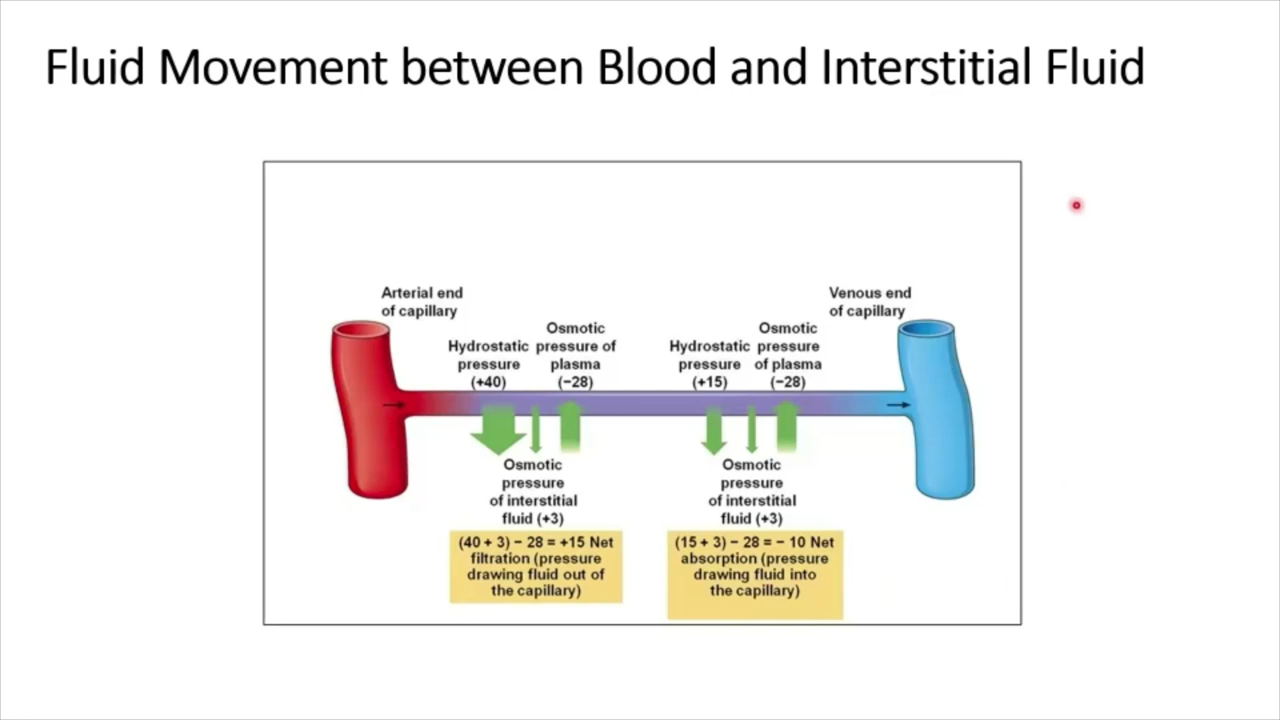 Fluid Movement between Blood and Interstitial Fluid
Arterial end
of capillary
Hydrostatic
pressure
(+40)
Osmotic
pressure of
plasma
(−28)
Hydrostatic
pressure
(+15)
Osmotic
pressure
of plasma
(−28)
Venous end
of capillary
Osmotic
pressure
of interstitial
fluid (+3)
Osmotic
pressure
of interstitial
fluid (+3)
(40 + 3) − 28 = +15 Net
filtration (pressure
drawing fluid out of
the capillary)
(15 + 3) − 28 = − 10 Net
absorption (pressure
drawing fluid into
the capillary)